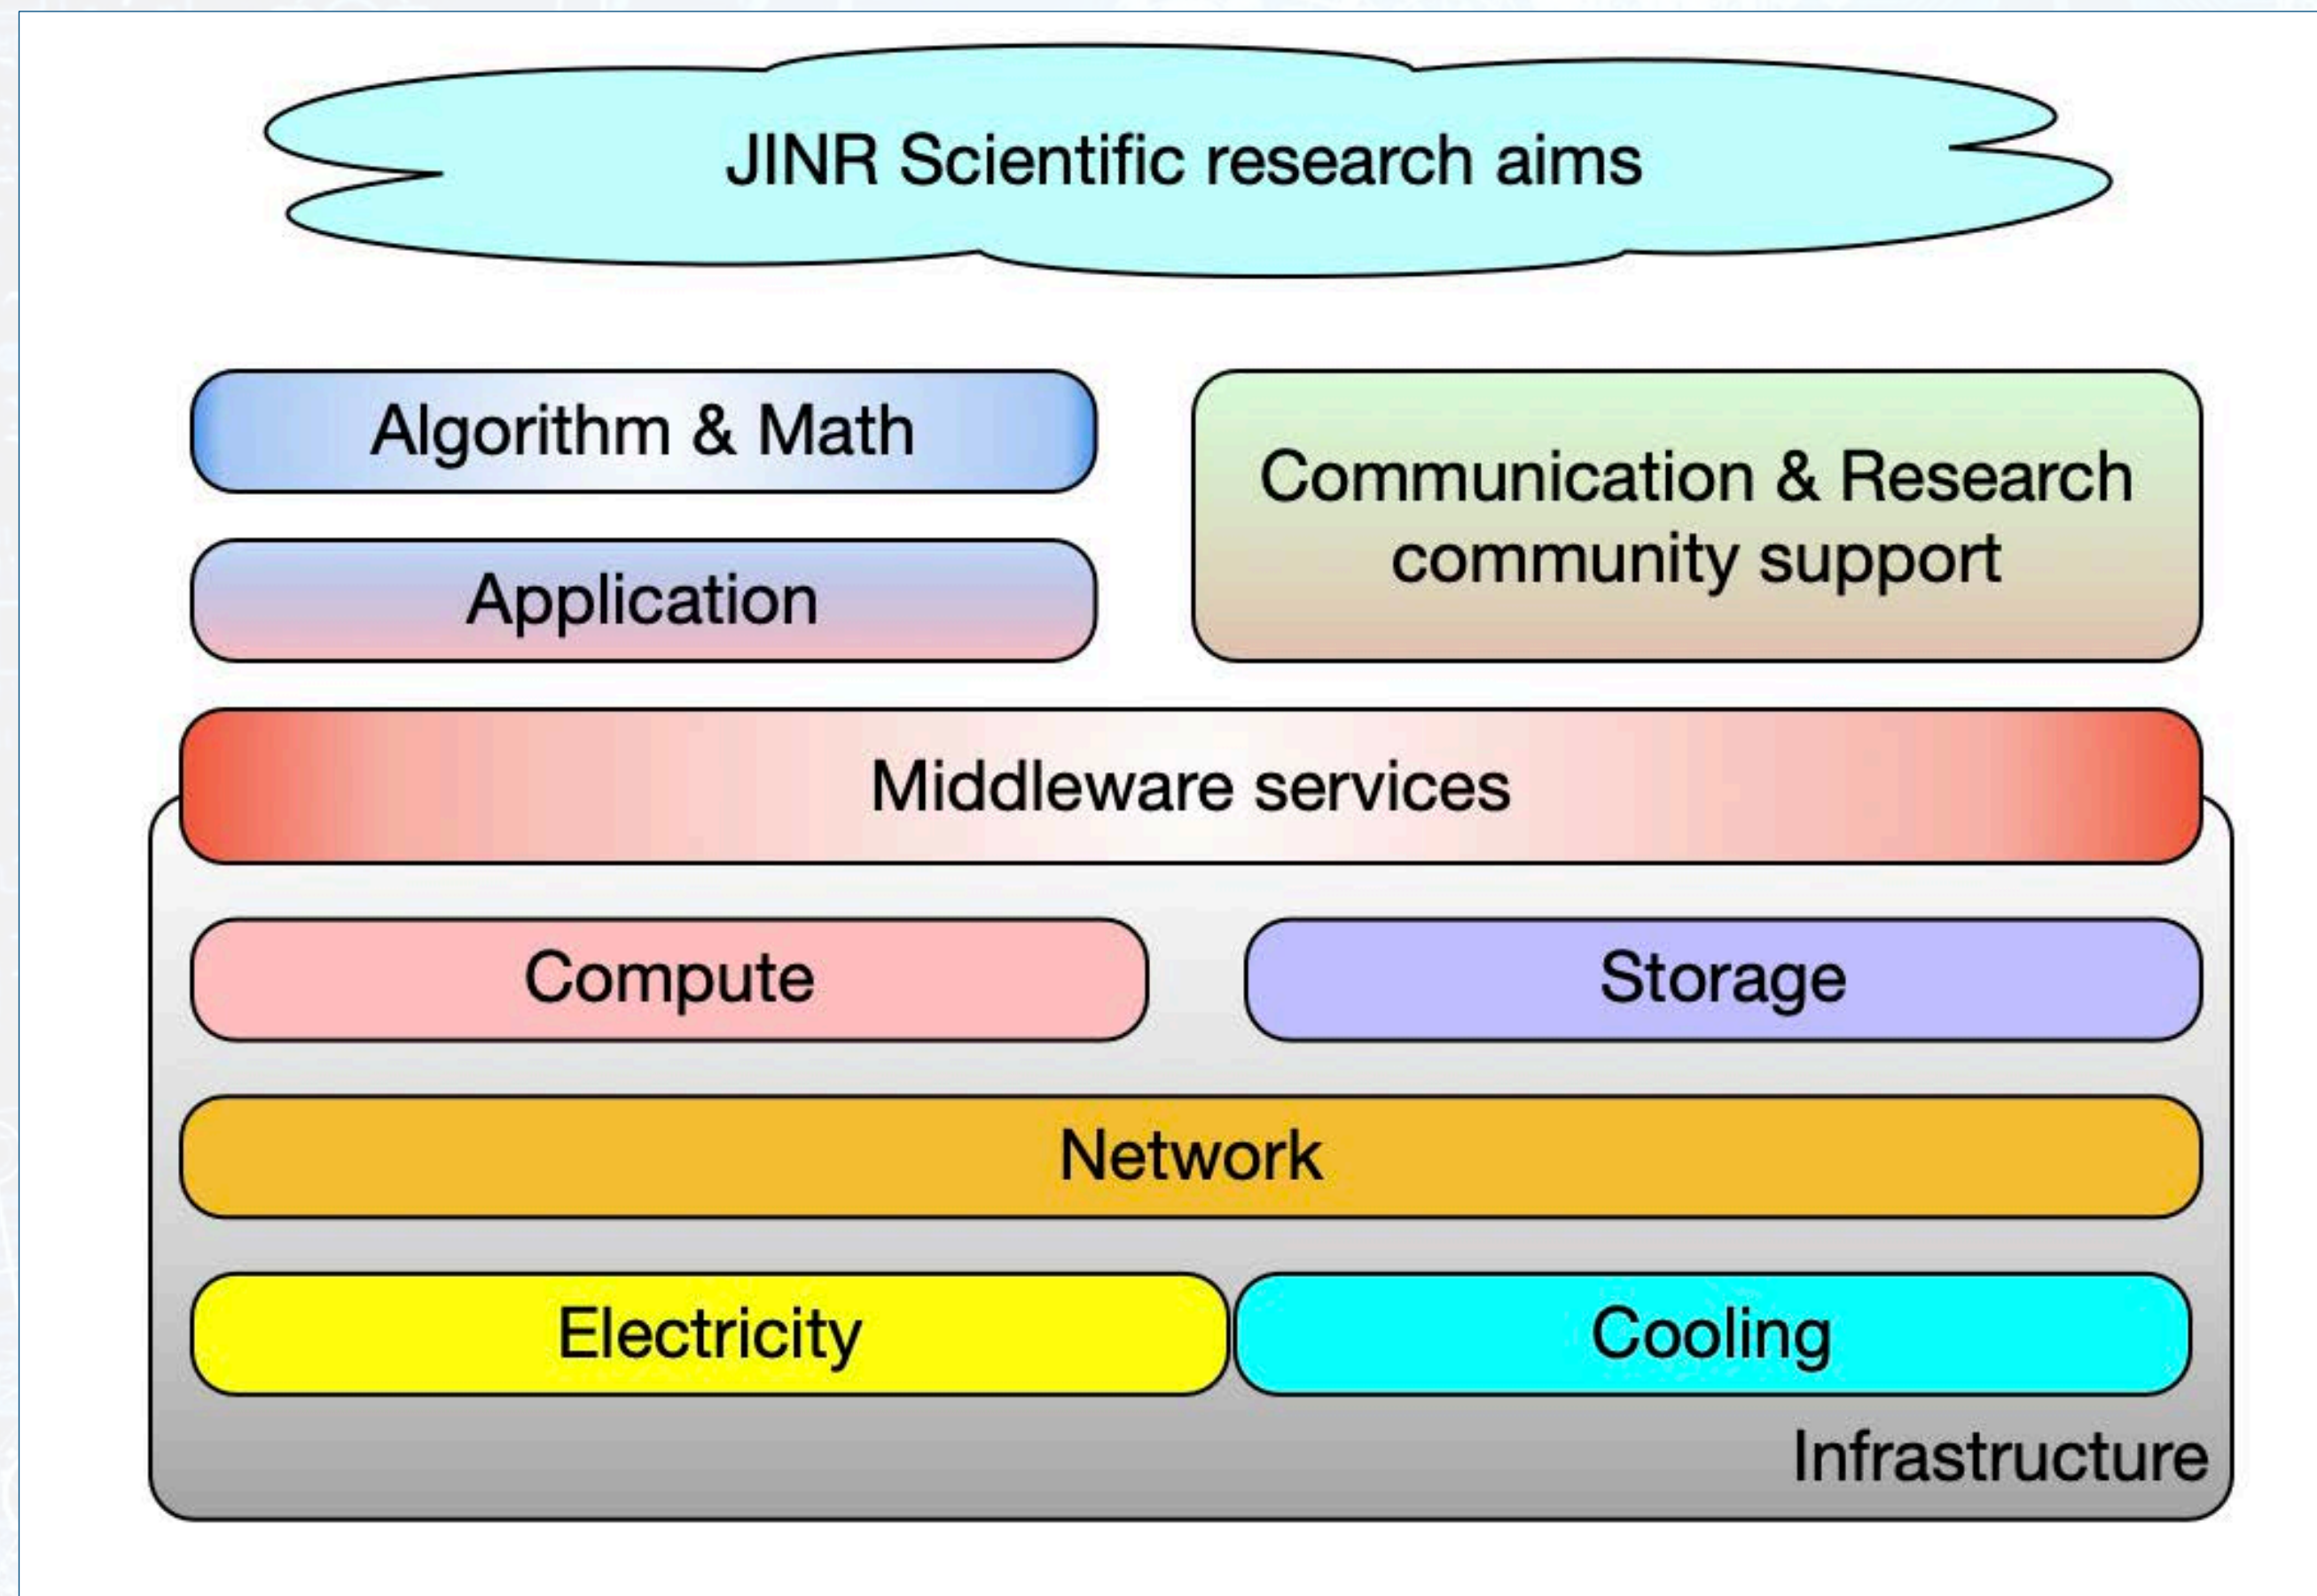 JINR Scientific research aims
Algorithm & Math
Application
Communication & Research
community support
Middleware services
Compute
Storage
Network
Electricity
Cooling
Infrastructure